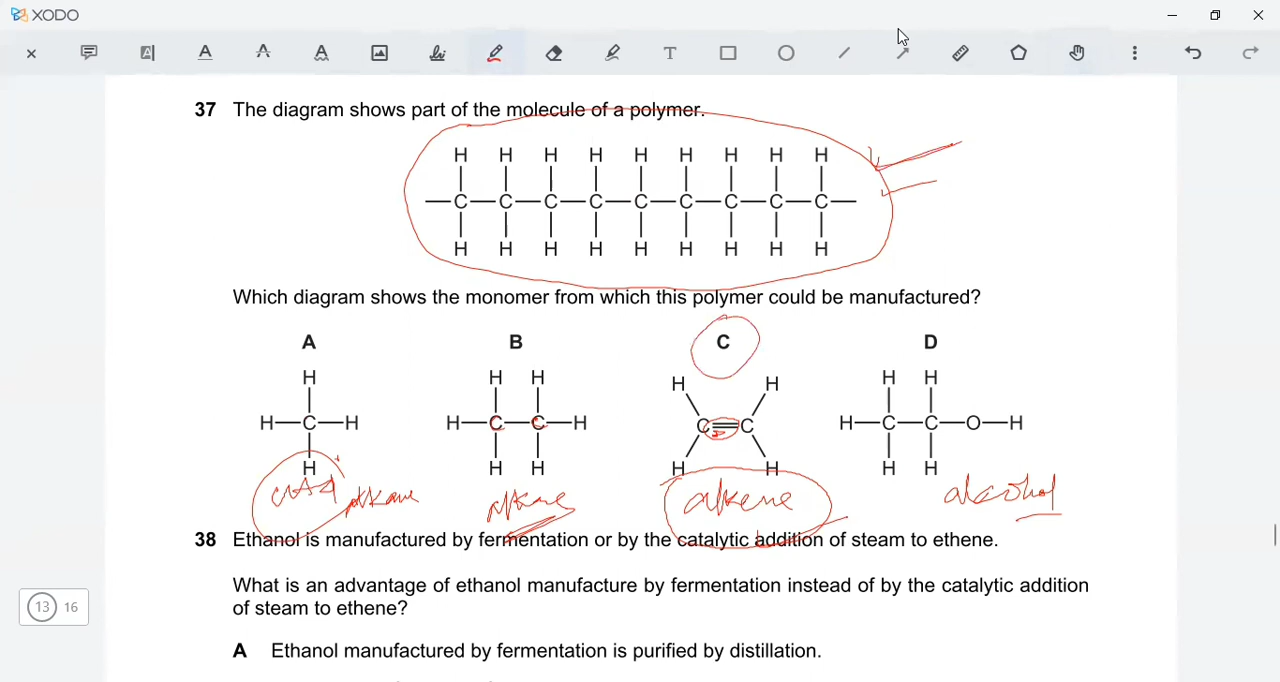 XODO
37 The diagram shows part of the molecule of a polymer.
H H H H H H H H H
C C C C C C C C C
H H H H H H H H H
Which diagram shows the monomer from which this polymer could be manufactured?
A B C D
H H H H H H H
H C H H C C H C C H C C O H
H H H H H H H
alkane alkane alkene alcohol
38 Ethanol is manufactured by fermentation or by the catalytic addition of steam to ethene.
What is an advantage of ethanol manufacture by fermentation instead of by the catalytic addition
of steam to ethene?
13 16
A Ethanol manufactured by fermentation is purified by distillation.